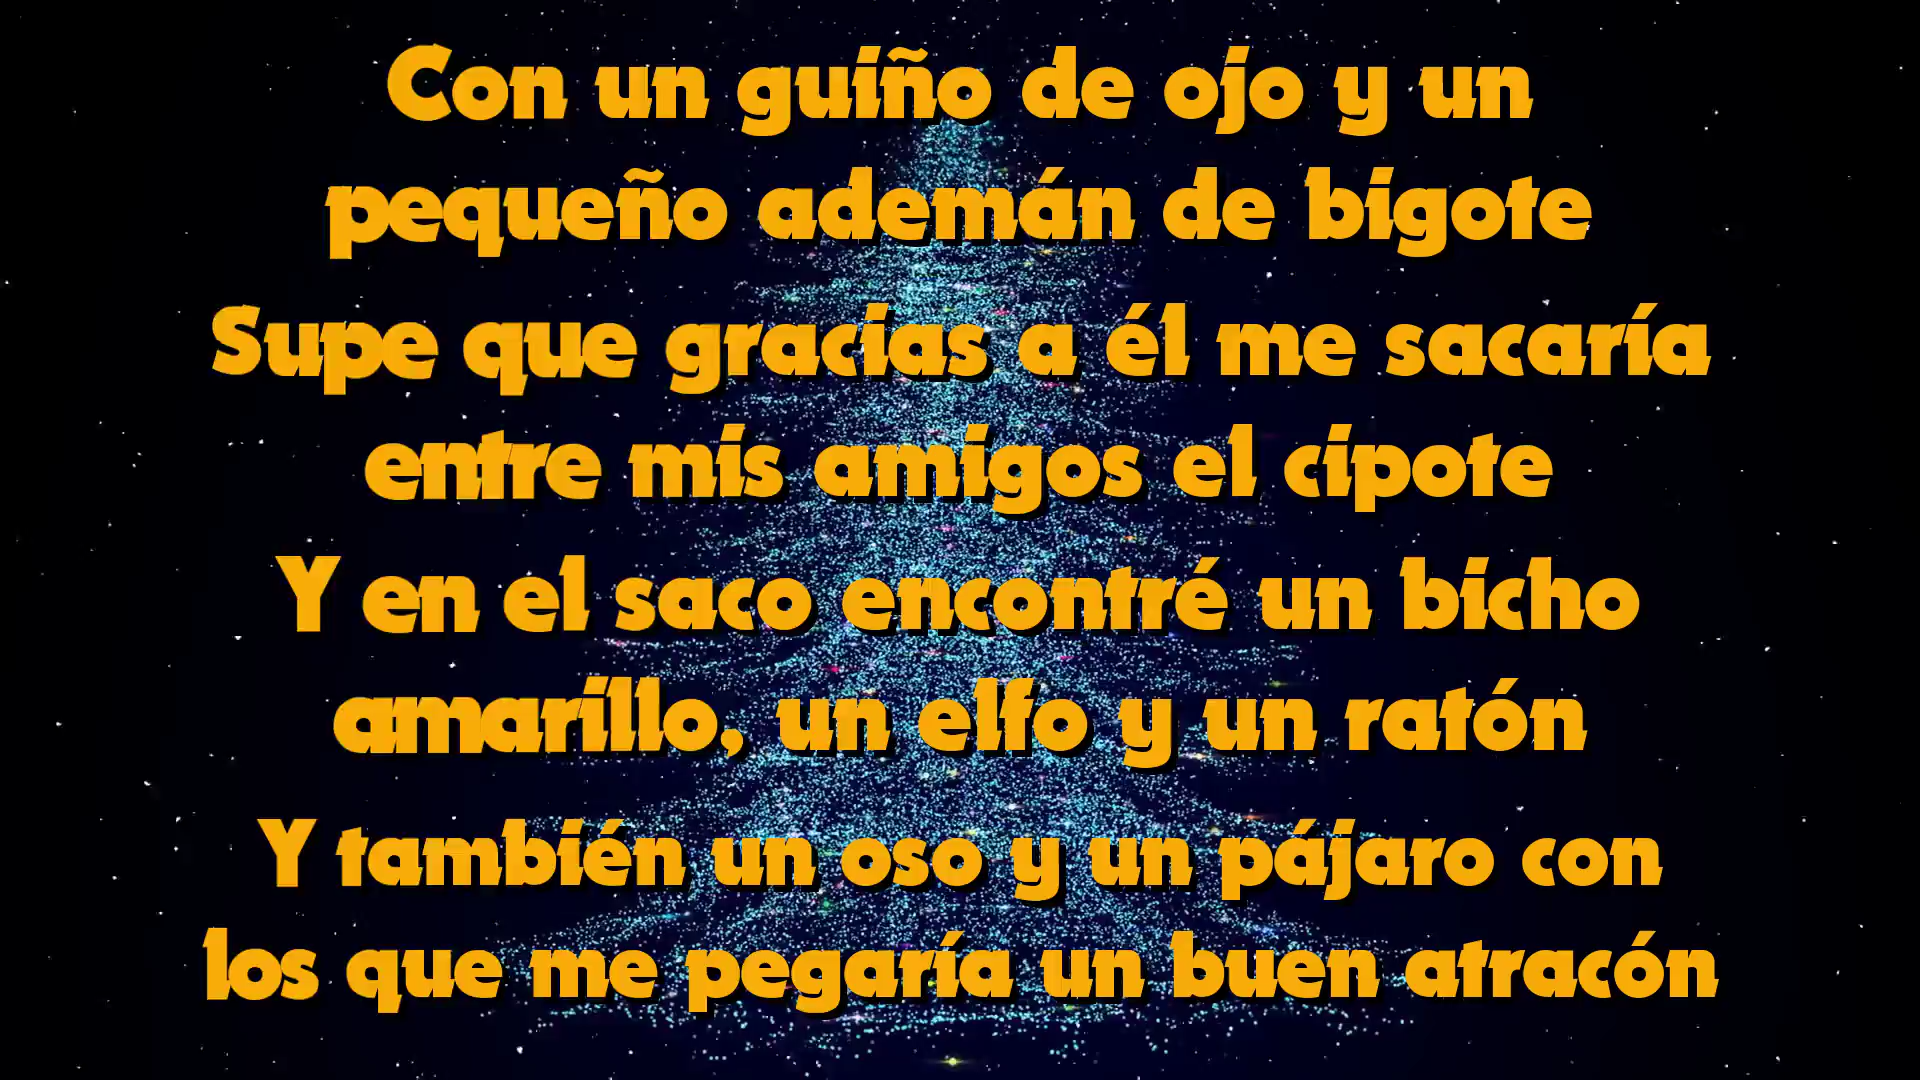 Con un guiño de ojo y un
pequeño ademán de bigote
Supe que gracias a él me sacaría
entre mis amigos el cipote
Y en el saco encontré un bicho
amarillo, un elfo y un ratón
Y también un oso y un pájaro con
los que me pegaría un buen atracón